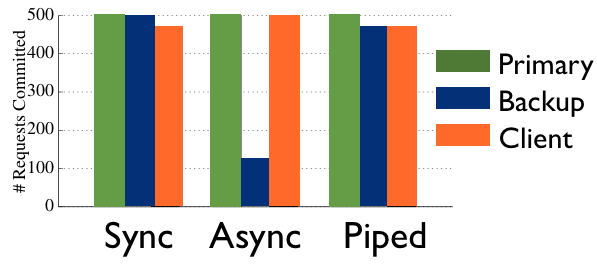 # Requests Committed
500
400
300
200
100
0
Sync Async Piped
Primary
Backup
Client